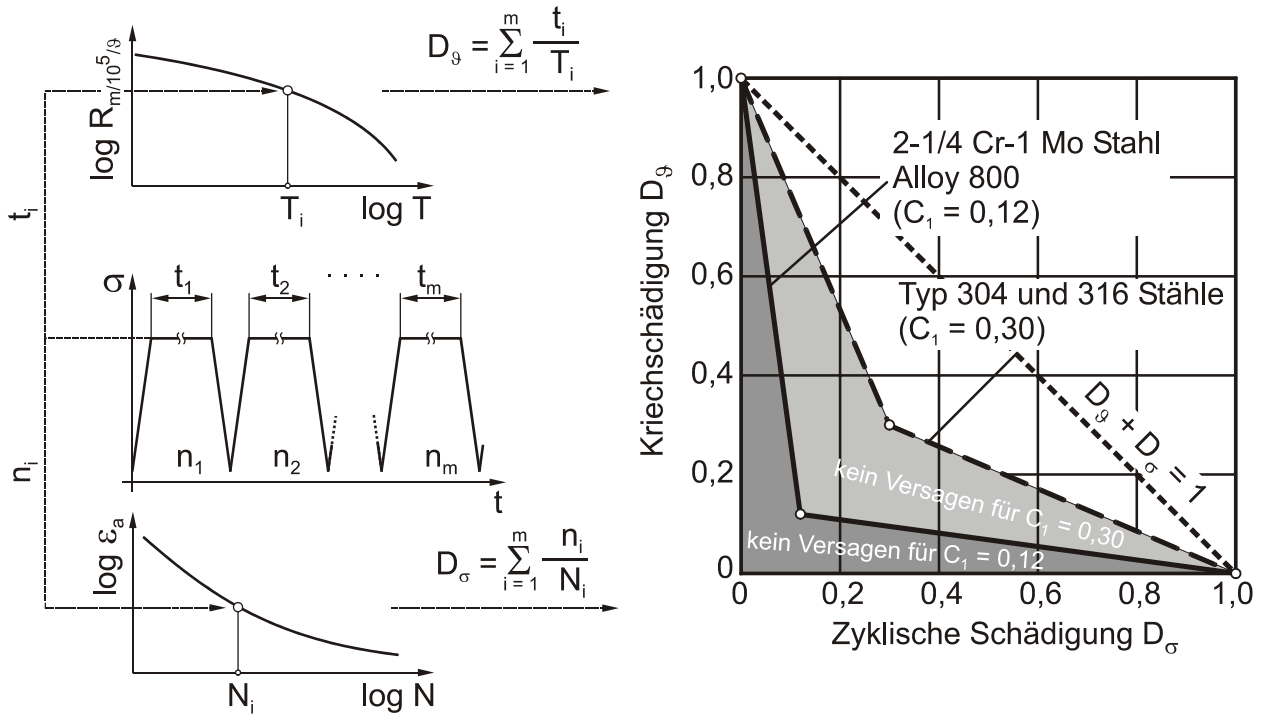 log R_m/10^5/ϑ
T_i
log T
D_ϑ = Σ_{i = 1}^{m} t_i / T_i
t_i
n_i
σ
t_1
t_2
. . . . .
t_m
n_1
n_2
n_m
t
log ε_a
N_i
log N
D_σ = Σ_{i = 1}^{m} n_i / N_i
Kriechschädigung D_ϑ
1,0
0,8
0,6
0,4
0,2
0
2-1/4 Cr-1 Mo Stahl
Alloy 800
(C_1 = 0,12)
Typ 304 und 316 Stähle
(C_1 = 0,30)
D_ϑ + D_σ = 1
kein Versagen für C_1 = 0,30
kein Versagen für C_1 = 0,12
0
0,2
0,4
0,6
0,8
1,0
Zyklische Schädigung D_σ